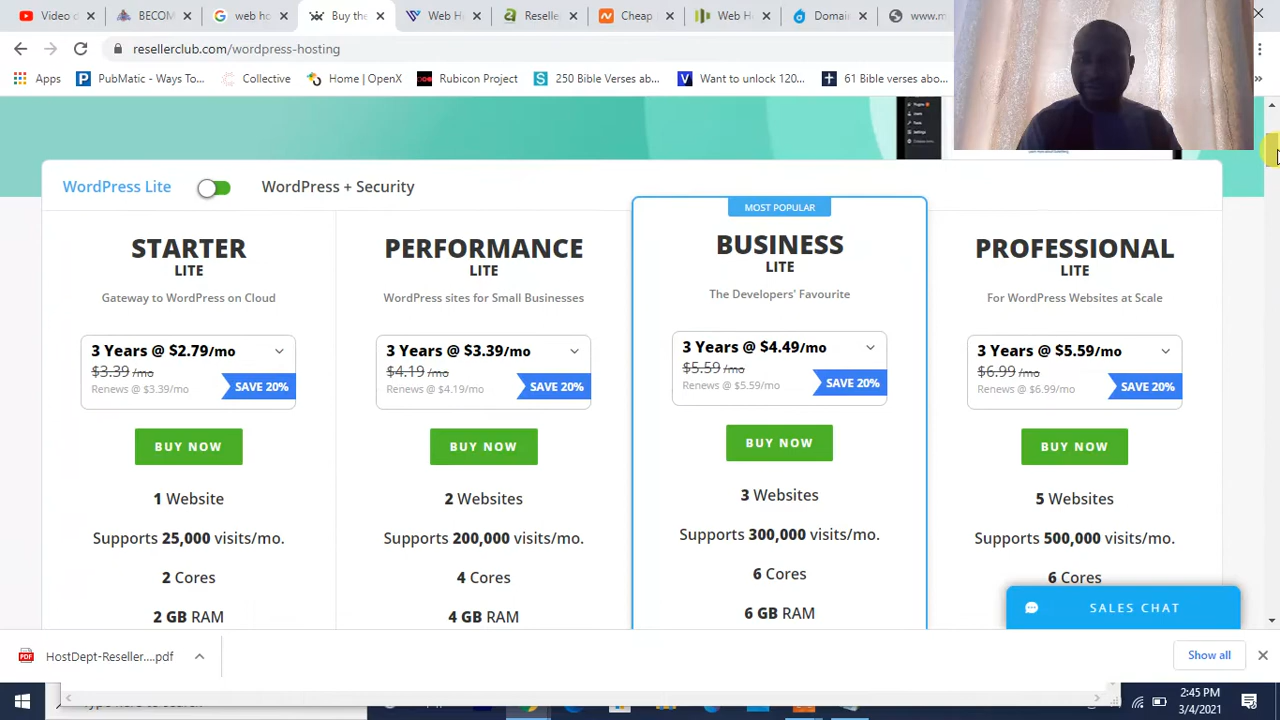 Video d
BECOM
web ho
Buy the
Web H
Reselle
Cheap
Web H
Domai
www.m
resellerclub.com/wordpress-hosting
Apps
PubMatic - Ways To...
Collective
Home | OpenX
Rubicon Project
250 Bible Verses ab...
Want to unlock 120...
61 Bible verses abo...
WordPress Lite
WordPress + Security
STARTER
LITE
Gateway to WordPress on Cloud
3 Years @ $2.79/mo
$3.39 /mo
Renews @ $3.39/mo
SAVE 20%
BUY NOW
1 Website
Supports 25,000 visits/mo.
2 Cores
2 GB RAM
PERFORMANCE
LITE
WordPress sites for Small Businesses
3 Years @ $3.39/mo
$4.19 /mo
Renews @ $4.19/mo
SAVE 20%
BUY NOW
2 Websites
Supports 200,000 visits/mo.
4 Cores
4 GB RAM
MOST POPULAR
BUSINESS
LITE
The Developers' Favourite
3 Years @ $4.49/mo
$5.59 /mo
Renews @ $5.59/mo
SAVE 20%
BUY NOW
3 Websites
Supports 300,000 visits/mo.
6 Cores
6 GB RAM
PROFESSIONAL
LITE
For WordPress Websites at Scale
3 Years @ $5.59/mo
$6.99 /mo
Renews @ $6.99/mo
SAVE 20%
BUY NOW
5 Websites
Supports 500,000 visits/mo.
6 Cores
SALES CHAT
HostDept-Reseller....pdf
Show all
2:45 PM
3/4/2021